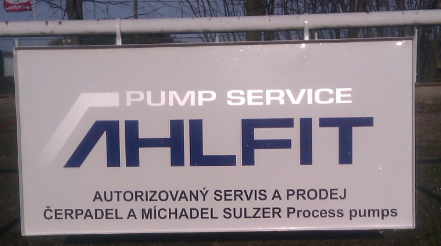 PUMP SERVICE
AHLFIT
AUTORIZOVANÝ SERVIS A PRODEJ
ČERPADEL A MÍCHADEL SULZER Process pumps